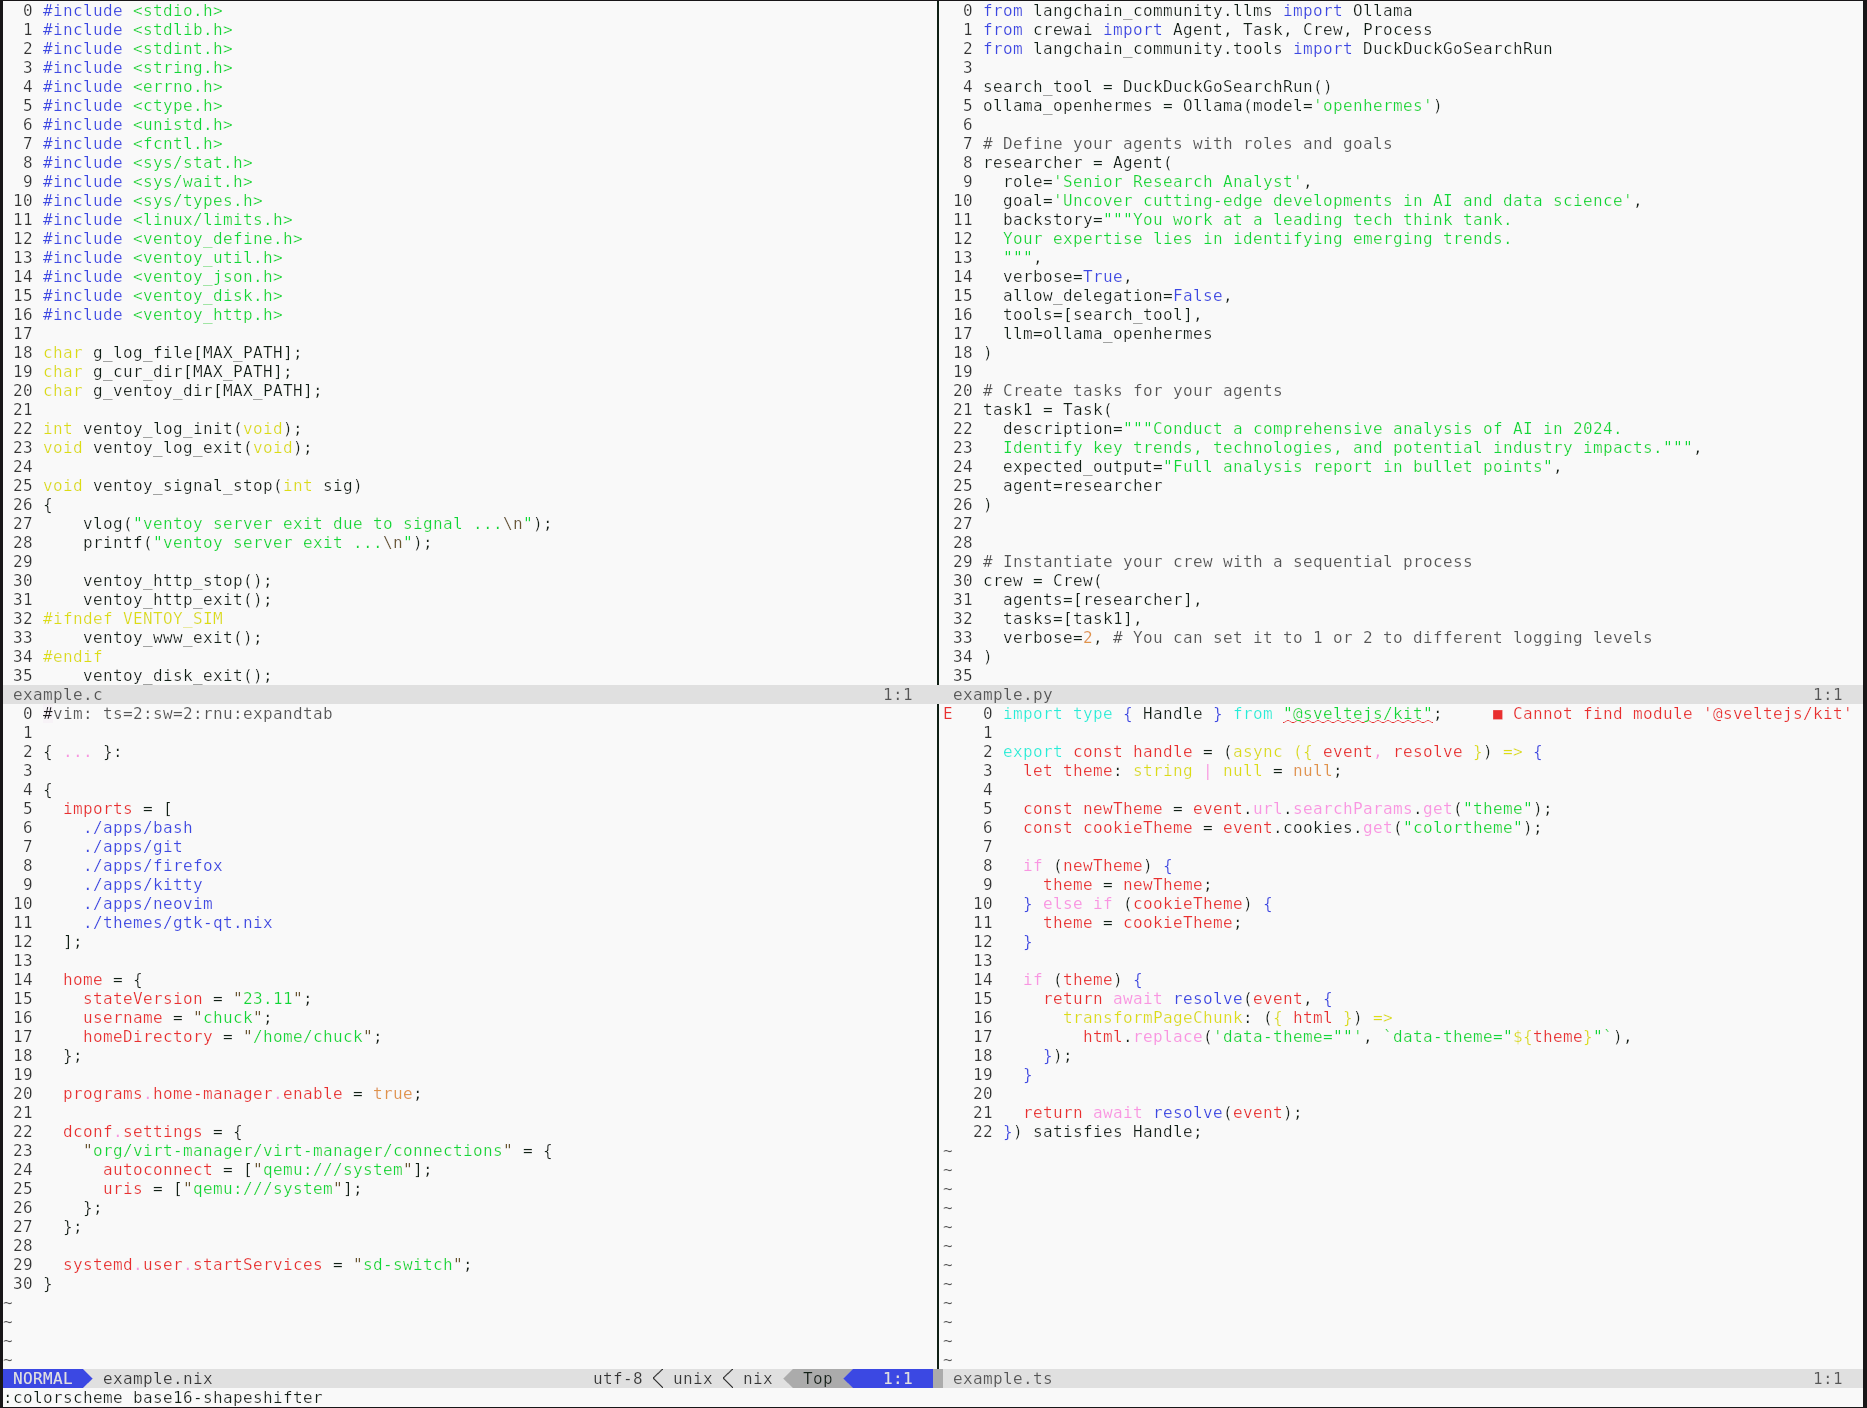 0 #include <stdio.h>
1 #include <stdlib.h>
2 #include <stdint.h>
3 #include <string.h>
4 #include <errno.h>
5 #include <ctype.h>
6 #include <unistd.h>
7 #include <fcntl.h>
8 #include <sys/stat.h>
9 #include <sys/wait.h>
10 #include <sys/types.h>
11 #include <linux/limits.h>
12 #include <ventoy_define.h>
13 #include <ventoy_util.h>
14 #include <ventoy_json.h>
15 #include <ventoy_disk.h>
16 #include <ventoy_http.h>
17
18 char g_log_file[MAX_PATH];
19 char g_cur_dir[MAX_PATH];
20 char g_ventoy_dir[MAX_PATH];
21
22 int ventoy_log_init(void);
23 void ventoy_log_exit(void);
24
25 void ventoy_signal_stop(int sig)
26 {
27     vlog("ventoy server exit due to signal ...\n");
28     printf("ventoy server exit ...\n");
29
30     ventoy_http_stop();
31     ventoy_http_exit();
32 #ifndef VENTOY_SIM
33     ventoy_www_exit();
34 #endif
35     ventoy_disk_exit();
example.c 1:1
0 from langchain_community.llms import Ollama
1 from crewai import Agent, Task, Crew, Process
2 from langchain_community.tools import DuckDuckGoSearchRun
3
4 search_tool = DuckDuckGoSearchRun()
5 ollama_openhermes = Ollama(model='openhermes')
6
7 # Define your agents with roles and goals
8 researcher = Agent(
9   role='Senior Research Analyst',
10   goal='Uncover cutting-edge developments in AI and data science',
11   backstory="""You work at a leading tech think tank.
12   Your expertise lies in identifying emerging trends.
13   """,
14   verbose=True,
15   allow_delegation=False,
16   tools=[search_tool],
17   llm=ollama_openhermes
18 )
19
20 # Create tasks for your agents
21 task1 = Task(
22   description="""Conduct a comprehensive analysis of AI in 2024.
23   Identify key trends, technologies, and potential industry impacts.""",
24   expected_output="Full analysis report in bullet points",
25   agent=researcher
26 )
27
28
29 # Instantiate your crew with a sequential process
30 crew = Crew(
31   agents=[researcher],
32   tasks=[task1],
33   verbose=2, # You can set it to 1 or 2 to different logging levels
34 )
35
example.py 1:1
0 #vim: ts=2:sw=2:rnu:expandtab
1
2 { ... }:
3
4 {
5   imports = [
6     ./apps/bash
7     ./apps/git
8     ./apps/firefox
9     ./apps/kitty
10     ./apps/neovim
11     ./themes/gtk-qt.nix
12   ];
13
14   home = {
15     stateVersion = "23.11";
16     username = "chuck";
17     homeDirectory = "/home/chuck";
18   };
19
20   programs.home-manager.enable = true;
21
22   dconf.settings = {
23     "org/virt-manager/virt-manager/connections" = {
24       autoconnect = ["qemu:///system"];
25       uris = ["qemu:///system"];
26     };
27   };
28
29   systemd.user.startServices = "sd-switch";
30 }
~
~
~
~
NORMAL example.nix utf-8 < unix < nix Top 1:1
E 0 import type { Handle } from "@sveltejs/kit"; ■ Cannot find module '@sveltejs/kit'
1
2 export const handle = (async ({ event, resolve }) => {
3   let theme: string | null = null;
4
5   const newTheme = event.url.searchParams.get("theme");
6   const cookieTheme = event.cookies.get("colortheme");
7
8   if (newTheme) {
9     theme = newTheme;
10   } else if (cookieTheme) {
11     theme = cookieTheme;
12   }
13
14   if (theme) {
15     return await resolve(event, {
16       transformPageChunk: ({ html }) =>
17         html.replace('data-theme=""', `data-theme="${theme}"`),
18     });
19   }
20
21   return await resolve(event);
22 }) satisfies Handle;
~
~
~
~
~
~
~
~
~
~
~
~
example.ts 1:1
:colorscheme base16-shapeshifter